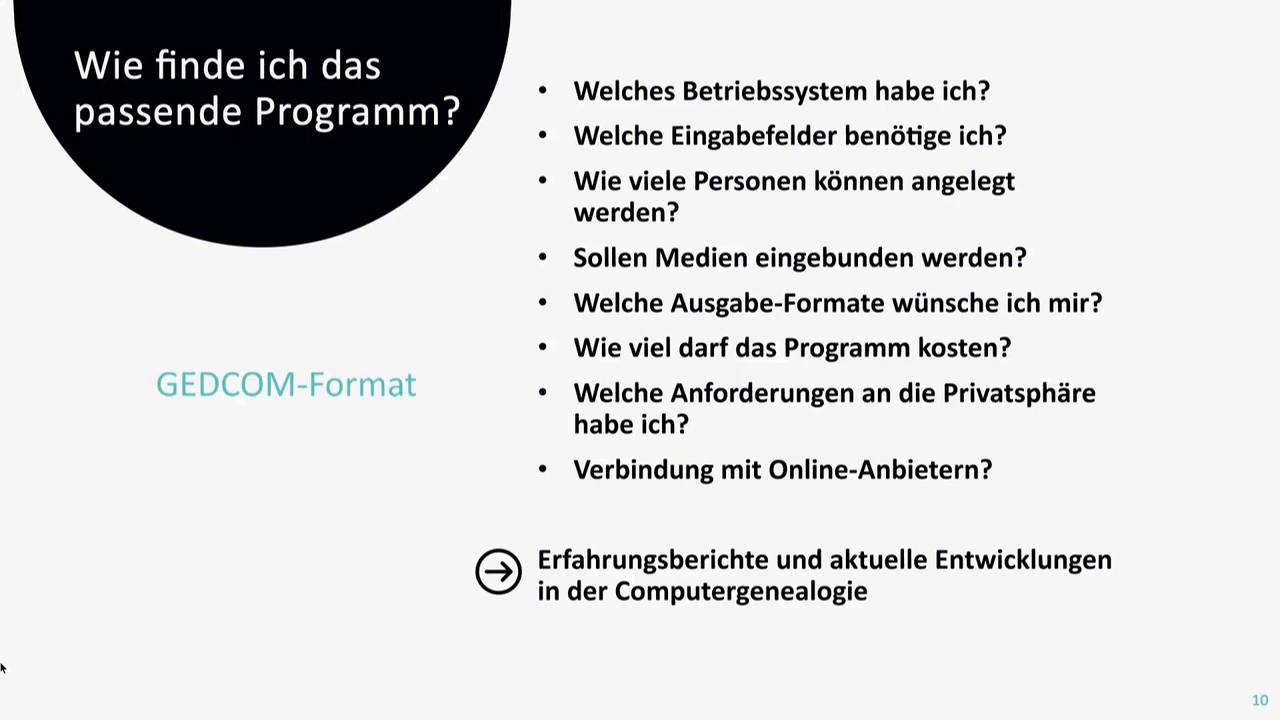 Wie finde ich das
passende Programm?
• Welches Betriebssystem habe ich?
• Welche Eingabefelder benötige ich?
• Wie viele Personen können angelegt
werden?
• Sollen Medien eingebunden werden?
• Welche Ausgabe-Formate wünsche ich mir?
• Wie viel darf das Programm kosten?
• Welche Anforderungen an die Privatsphäre
habe ich?
• Verbindung mit Online-Anbietern?
GEDCOM-Format
Erfahrungsberichte und aktuelle Entwicklungen
in der Computergenealogie
10